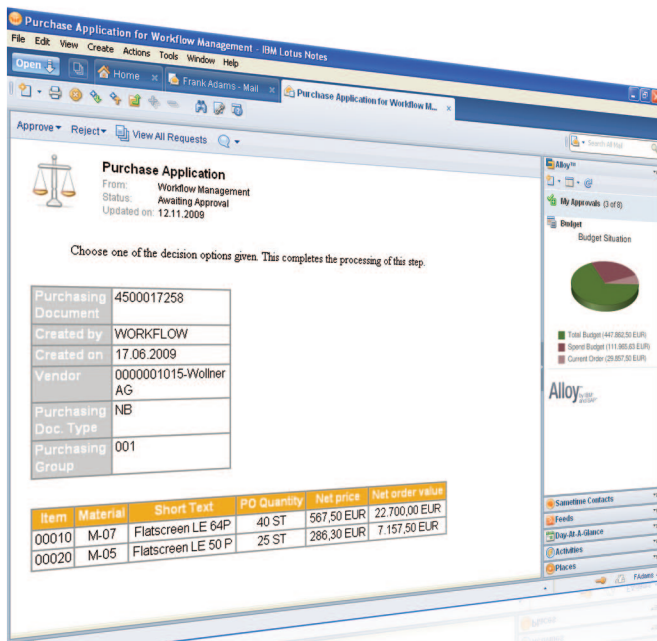 Purchase Application for Workflow Management - IBM Lotus Notes
File Edit View Create Actions Tools Window Help
Open Home Frank Adams - Mail Purchase Application for Workflow M...
Search All Mail
Approve Reject View All Requests
Purchase Application
From: Workflow Management
Status: Awaiting Approval
Updated on: 12.11.2009
Choose one of the decision options given. This completes the processing of this step.
Purchasing Document 4500017258
Created by WORKFLOW
Created on 17.06.2009
Vendor 0000001015-Wollner AG
Purchasing Doc. Type NB
Purchasing Group 001
Item Material Short Text PO Quantity Net price Net order value
00010 M-07 Flatscreen LE 64P 40 ST 567,50 EUR 22.700,00 EUR
00020 M-05 Flatscreen LE 50 P 25 ST 286,30 EUR 7.157,50 EUR
Alloy™
My Approvals (3 of 8)
Budget
Budget Situation
Total Budget (447.862,50 EUR)
Spend Budget (111.965,63 EUR)
Current Order (29.857,50 EUR)
Alloy
Sametime Contacts
Feeds
Day-At-A-Glance
Activities
Places
FAdams